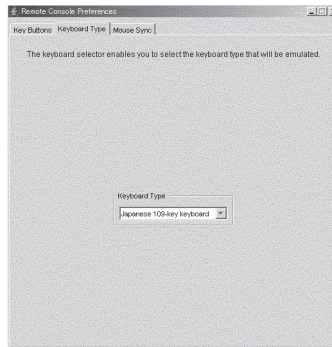 Remote Console Preferences
Key Buttons Keyboard Type Mouse Sync
The keyboard selector enables you to select the keyboard type that will be emulated.
Keyboard Type
Japanese 109-key keyboard